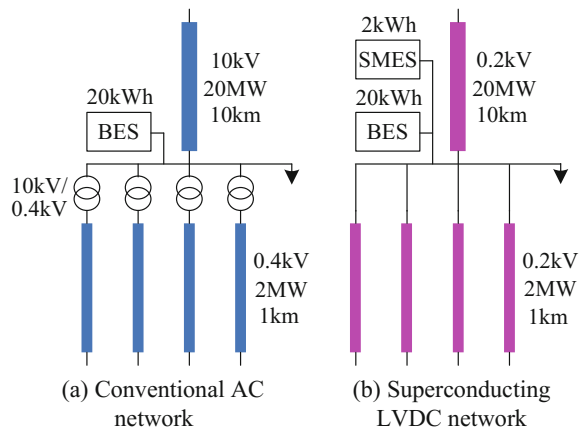 10kV
20MW
10km
20kWh
BES
10kV/
0.4kV
0.4kV
2MW
1km
(a) Conventional AC
network
2kWh
SMES
20kWh
BES
0.2kV
20MW
10km
0.2kV
2MW
1km
(b) Superconducting
LVDC network